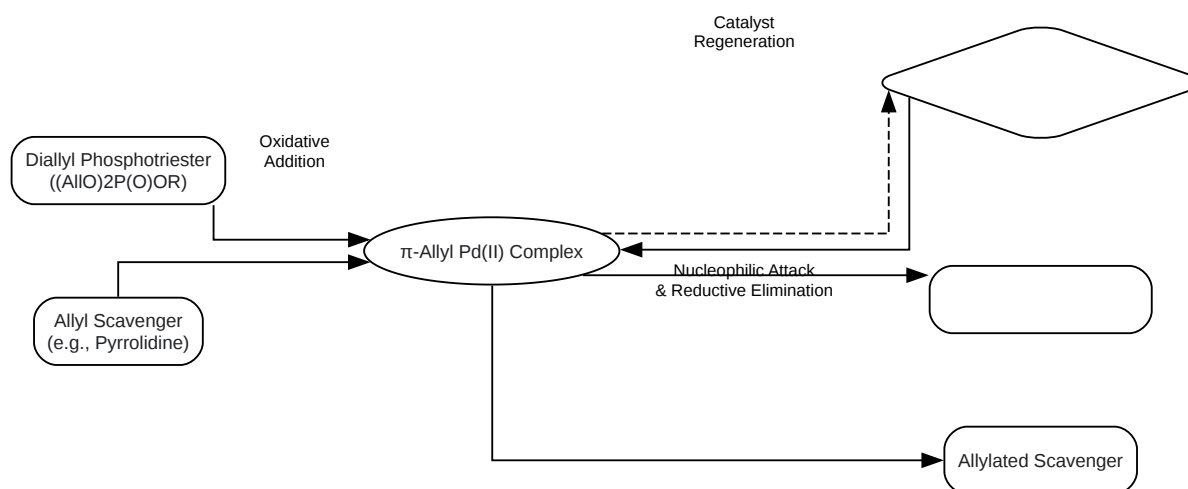 Catalyst
Regeneration
Oxidative
Addition
Diallyl Phosphotriester
((AllO)2P(O)OR)
π-Allyl Pd(II) Complex
Nucleophilic Attack
& Reductive Elimination
Allyl Scavenger
(e.g., Pyrrolidine)
Allylated Scavenger